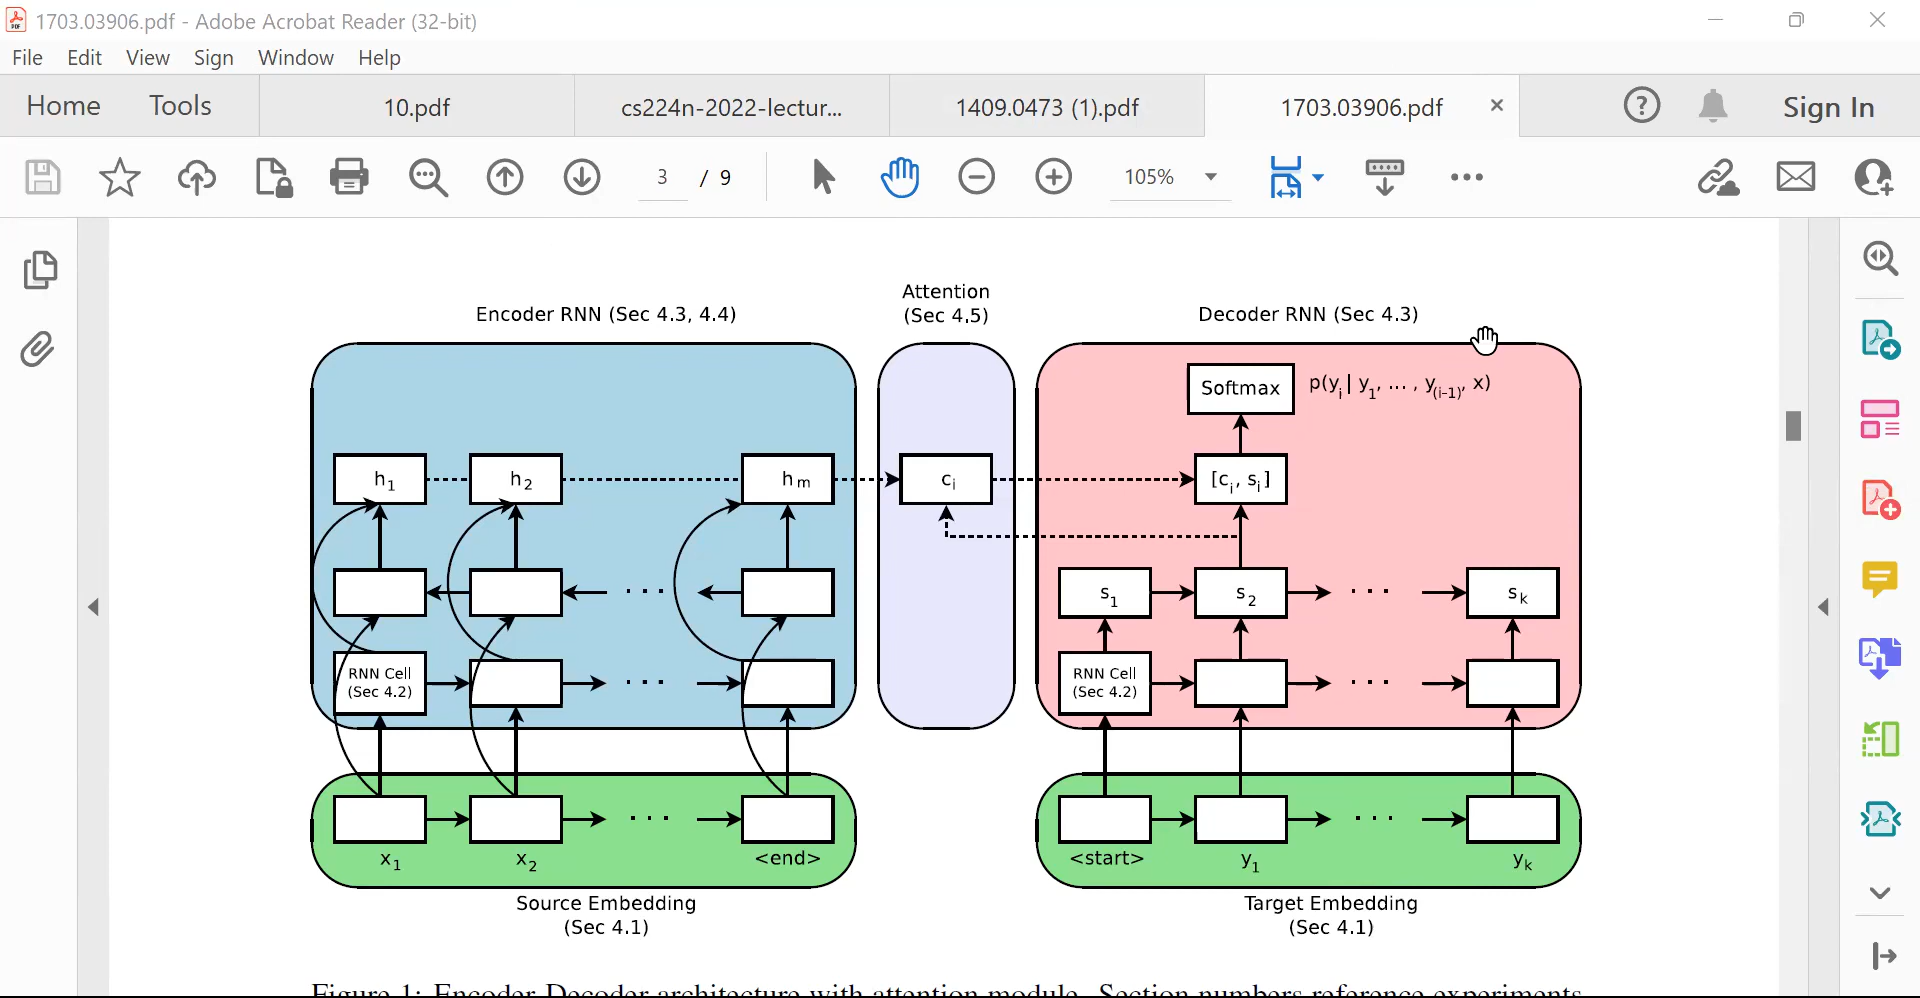 1703.03906.pdf - Adobe Acrobat Reader (32-bit)
File Edit View Sign Window Help
Home Tools 10.pdf cs224n-2022-lectur... 1409.0473 (1).pdf 1703.03906.pdf × ? Sign In
3 / 9 105%
Attention
(Sec 4.5)
Encoder RNN (Sec 4.3, 4.4)
Decoder RNN (Sec 4.3)
Softmax p(yi| y1, ... , y(i-1), x)
h1 h2 hm ci [ci, si]
s1 s2 ... sk
RNN Cell
(Sec 4.2)
RNN Cell
(Sec 4.2)
x1 x2 <end>
<start> y1 yk
Source Embedding
(Sec 4.1)
Target Embedding
(Sec 4.1)
Figure 1: Encoder-Decoder architecture with attention module. Section numbers reference experiments